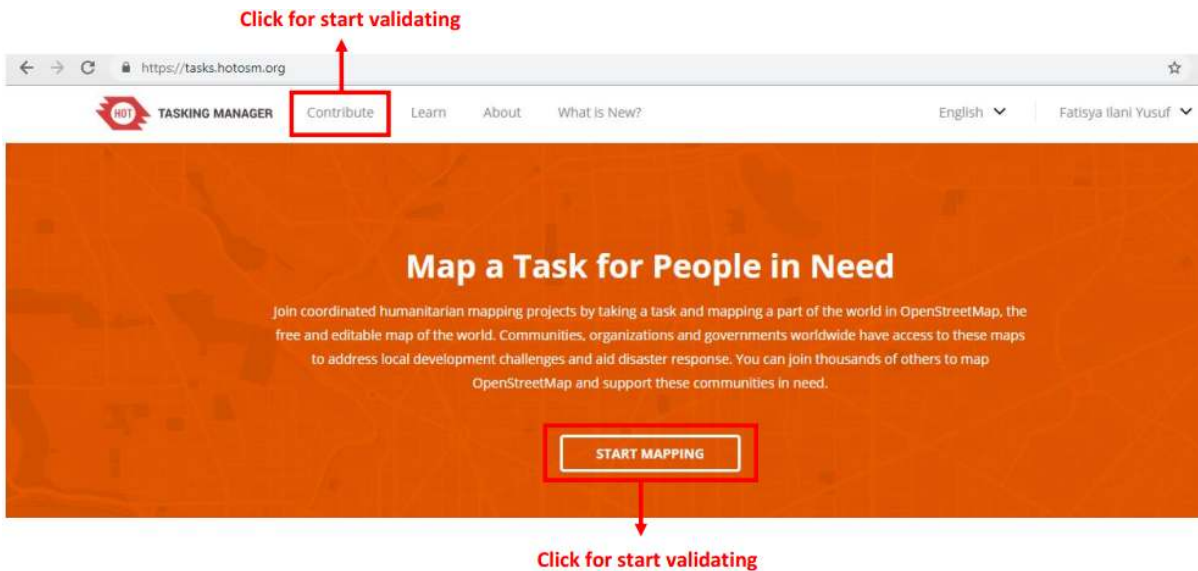 Click for start validating
https://tasks.hotosm.org
HOT TASKING MANAGER Contribute Learn About What is New? English Fatisya Ilani Yusuf
Map a Task for People in Need
Join coordinated humanitarian mapping projects by taking a task and mapping a part of the world in OpenStreetMap, the
free and editable map of the world. Communities, organizations and governments worldwide have access to these maps
to address local development challenges and aid disaster response. You can join thousands of others to map
OpenStreetMap and support these communities in need.
START MAPPING
Click for start validating